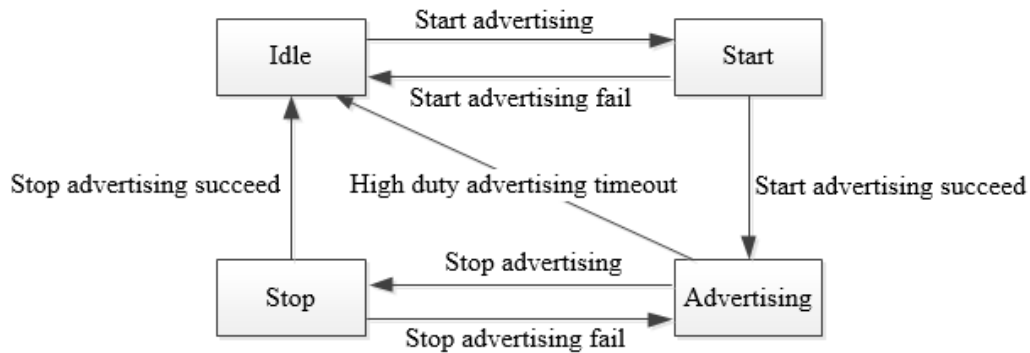 Start advertising
Idle
Start
Start advertising fail
Stop advertising succeed
High duty advertising timeout
Start advertising succeed
Stop advertising
Stop
Advertising
Stop advertising fail